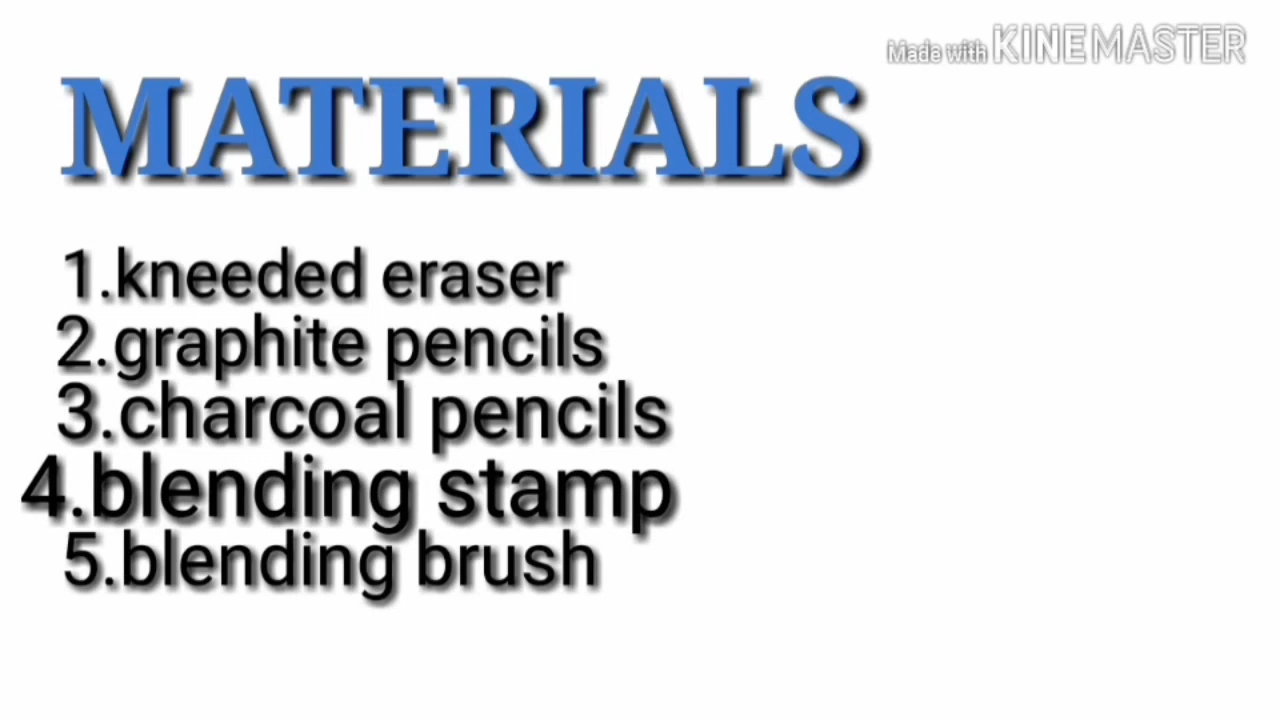 Made with KINEMASTER
MATERIALS
1.kneeded eraser
2.graphite pencils
3.charcoal pencils
4.blending stamp
5.blending brush